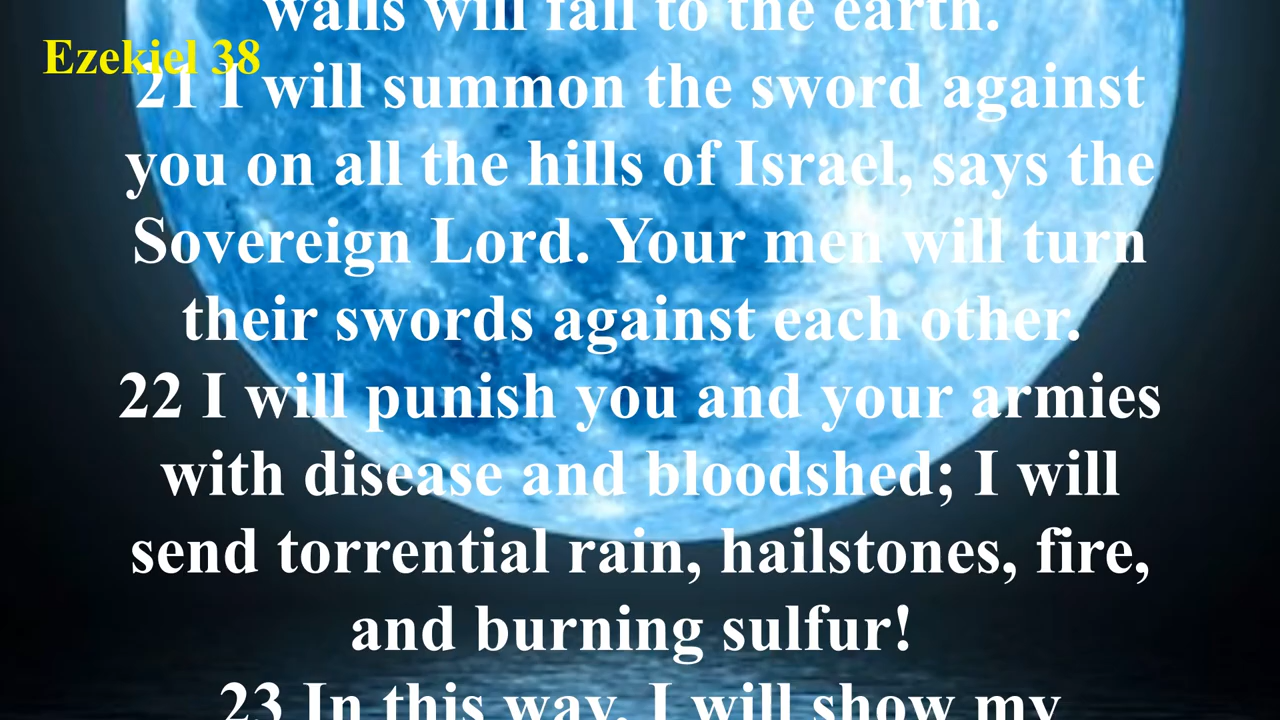 walls will fall to the earth.
Ezekiel 38
21 I will summon the sword against
you on all the hills of Israel, says the
Sovereign Lord. Your men will turn
their swords against each other.
22 I will punish you and your armies
with disease and bloodshed; I will
send torrential rain, hailstones, fire,
and burning sulfur!
23 In this way, I will show my